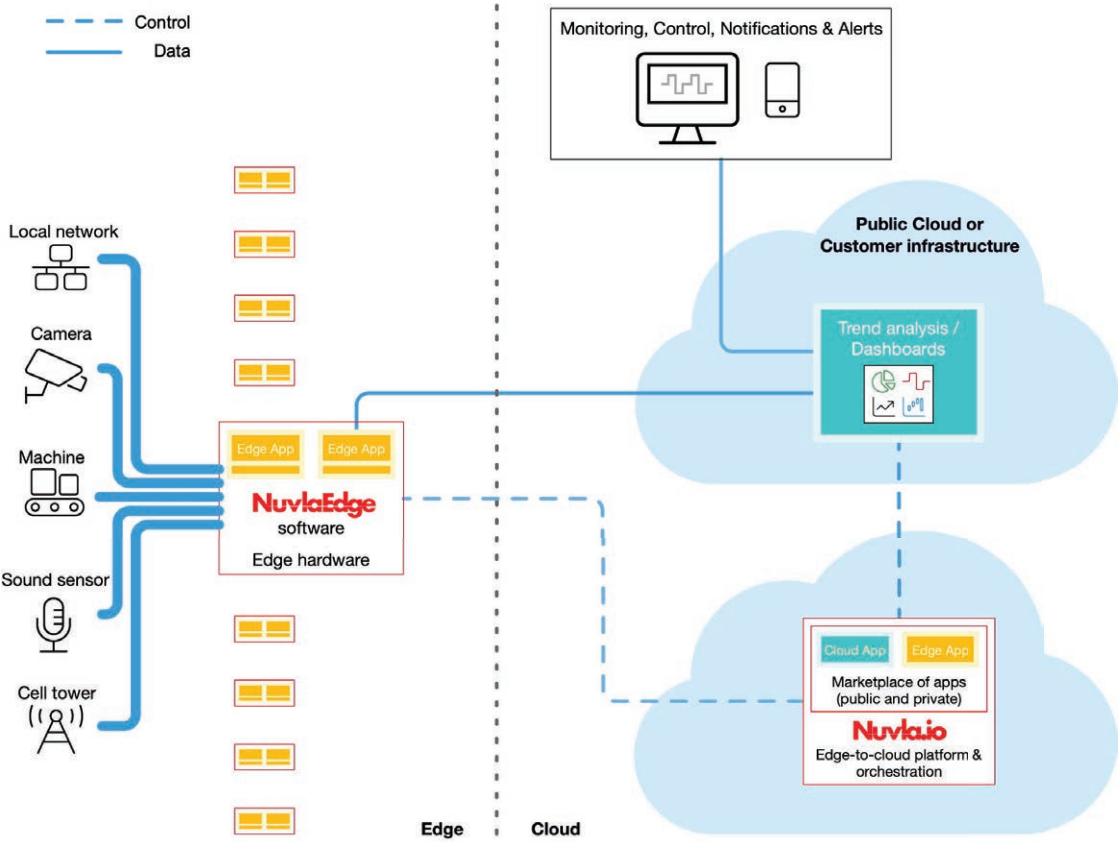 Control
Data
Monitoring, Control, Notifications & Alerts
Public Cloud or
Customer infrastructure
Trend analysis /
Dashboards
Local network
Camera
Machine
Sound sensor
Cell tower
Edge App
Edge App
NuvlaEdge
software
Edge hardware
Cloud App
Edge App
Marketplace of apps
(public and private)
Nuvla.io
Edge-to-cloud platform &
orchestration
Edge
Cloud